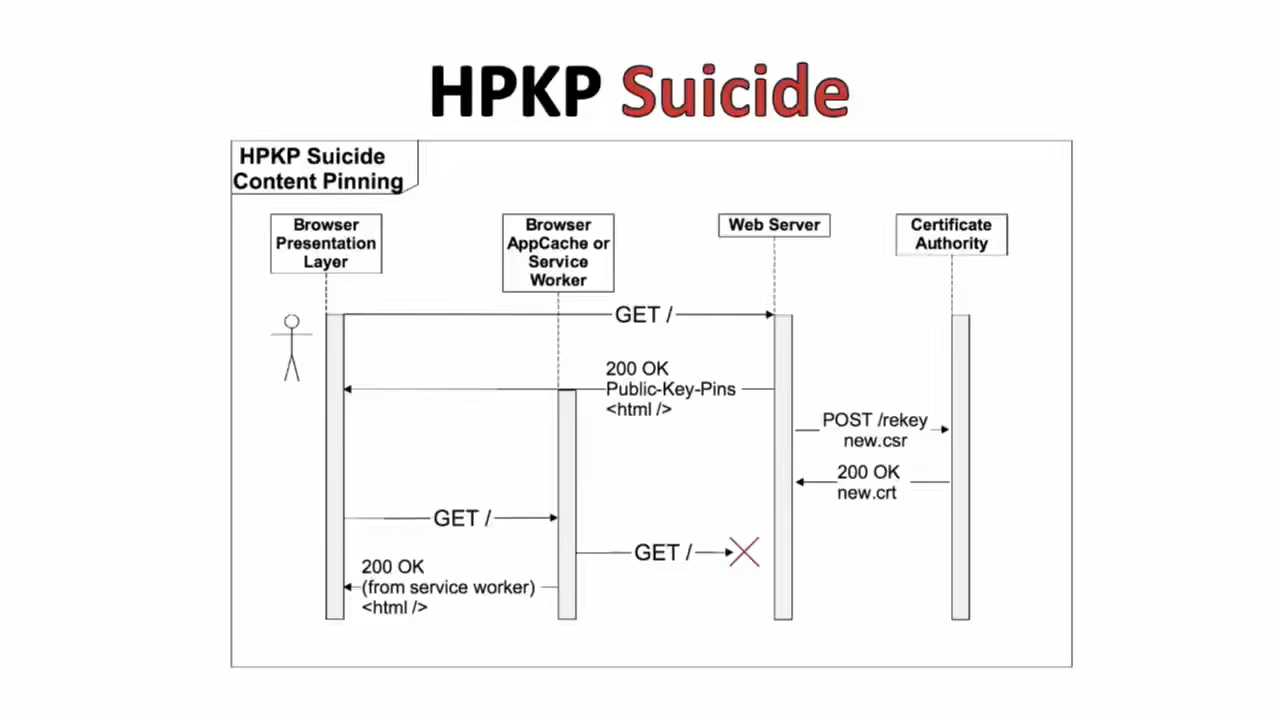 HPKP Suicide
HPKP Suicide
Content Pinning
Browser
Presentation
Layer
Browser
AppCache or
Service
Worker
Web Server
Certificate
Authority
GET /
200 OK
Public-Key-Pins
<html />
POST /rekey
new.csr
200 OK
new.crt
GET /
GET /
200 OK
(from service worker)
<html />